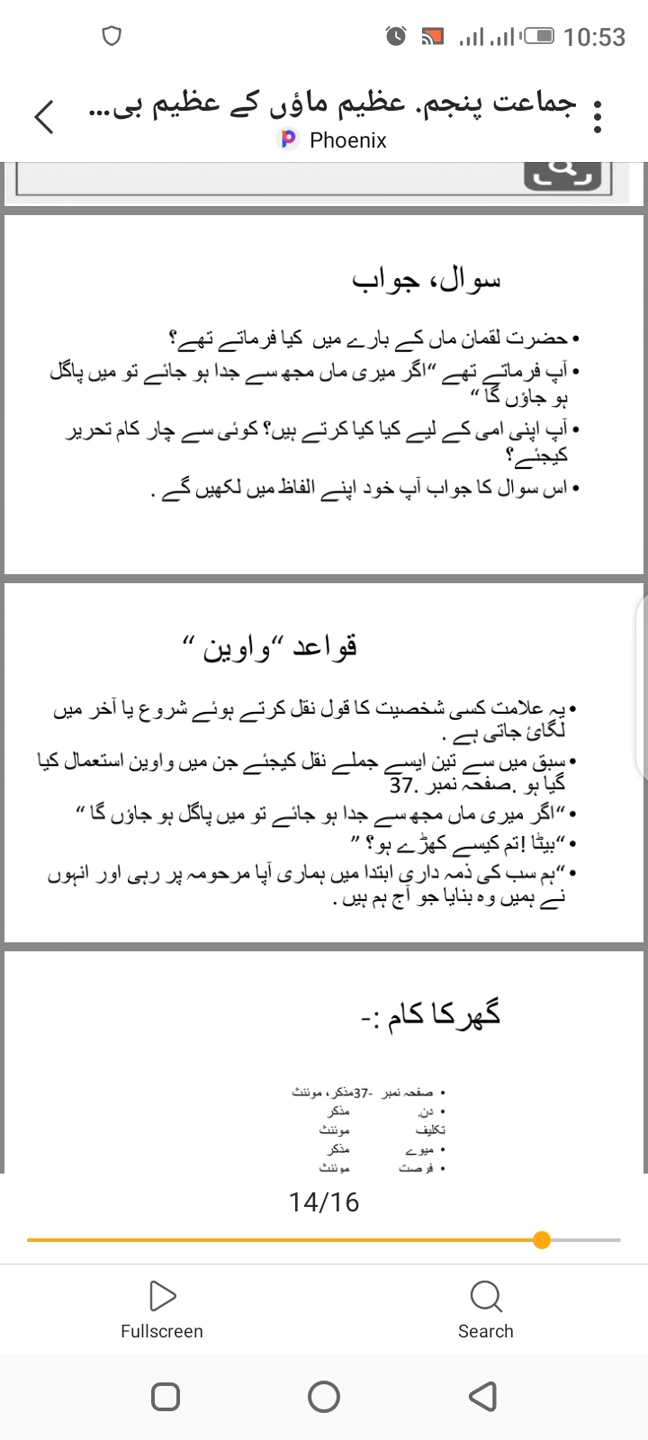 10:53
جماعت پنجم. عظیم ماؤں کے عظیم بی...
Phoenix
سوال، جواب
• حضرت لقمان ماں کے بارے میں کیا فرماتے تھے؟
• آپ فرماتے تھے “اگر میری ماں مجھ سے جدا ہو جائے تو میں پاگل
ہو جاؤں گا “
• آپ اپنی امی کے لیے کیا کیا کرتے ہیں؟ کوئی سے چار کام تحریر
کیجئے؟
• اس سوال کا جواب آپ خود اپنے الفاظ میں لکھیں گے .
قواعد “واوین “
• یہ علامت کسی شخصیت کا قول نقل کرتے ہوئے شروع یا آخر میں
لگائ جاتی ہے .
• سبق میں سے تین ایسے جملے نقل کیجئے جن میں واوین استعمال کیا
گیا ہو .صفحہ نمبر .37
• “اگر میری ماں مجھ سے جدا ہو جائے تو میں پاگل ہو جاؤں گا “
• “بیٹا !تم کیسے کھڑے ہو؟ ”
• “ہم سب کی ذمہ داری ابتدا میں ہماری آپا مرحومہ پر رہی اور انہوں
نے ہمیں وہ بنایا جو آج ہم ہیں .
گھر کا کام :-
• صفحہ نمبر -37مذکر، موننث
• دن. مذکر
تکلیف موننث
• میوے مذکر
• فرصت موننث
14/16
Fullscreen
Search